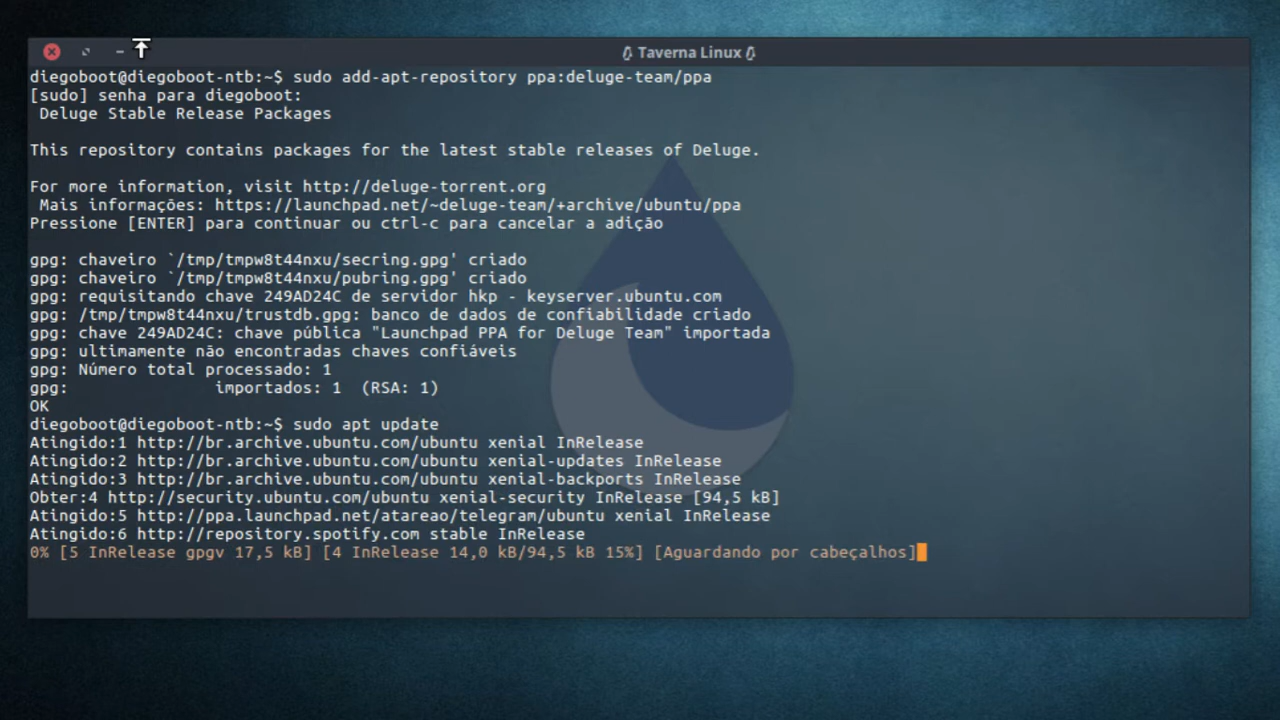 Taverna Linux
diegoboot@diegoboot-ntb:~$ sudo add-apt-repository ppa:deluge-team/ppa
[sudo] senha para diegoboot:
Deluge Stable Release Packages
This repository contains packages for the latest stable releases of Deluge.
For more information, visit http://deluge-torrent.org
Mais informações: https://launchpad.net/~deluge-team/+archive/ubuntu/ppa
Pressione [ENTER] para continuar ou ctrl-c para cancelar a adição
gpg: chaveiro `/tmp/tmpw8t44nxu/secring.gpg' criado
gpg: chaveiro `/tmp/tmpw8t44nxu/pubring.gpg' criado
gpg: requisitando chave 249AD24C de servidor hkp - keyserver.ubuntu.com
gpg: /tmp/tmpw8t44nxu/trustdb.gpg: banco de dados de confiabilidade criado
gpg: chave 249AD24C: chave pública "Launchpad PPA for Deluge Team" importada
gpg: ultimamente não encontradas chaves confiáveis
gpg: Número total processado: 1
gpg:               importados: 1  (RSA: 1)
OK
diegoboot@diegoboot-ntb:~$ sudo apt update
Atingido:1 http://br.archive.ubuntu.com/ubuntu xenial InRelease
Atingido:2 http://br.archive.ubuntu.com/ubuntu xenial-updates InRelease
Atingido:3 http://br.archive.ubuntu.com/ubuntu xenial-backports InRelease
Obter:4 http://security.ubuntu.com/ubuntu xenial-security InRelease [94,5 kB]
Atingido:5 http://ppa.launchpad.net/atareao/telegram/ubuntu xenial InRelease
Atingido:6 http://repository.spotify.com stable InRelease
0% [5 InRelease gpgv 17,5 kB] [4 InRelease 14,0 kB/94,5 kB 15%] [Aguardando por cabeçalhos]